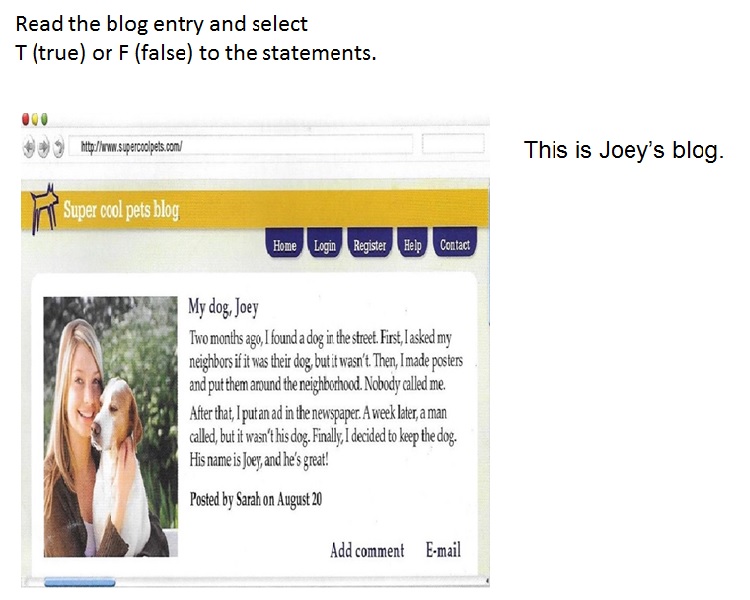 Read the blog entry and select
T (true) or F (false) to the statements.
http://www.supercoolpets.com/
This is Joey's blog.
Super cool pets blog
Home Login Register Help Contact
My dog, Joey
Two months ago, I found a dog in the street. First, I asked my
neighbors if it was their dog, but it wasn't. Then, I made posters
and put them around the neighborhood. Nobody called me.
After that, I put an ad in the newspaper. A week later, a man
called, but it wasn't his dog. Finally, I decided to keep the dog.
His name is Joey, and he's great!
Posted by Sarah on August 20
Add comment E-mail